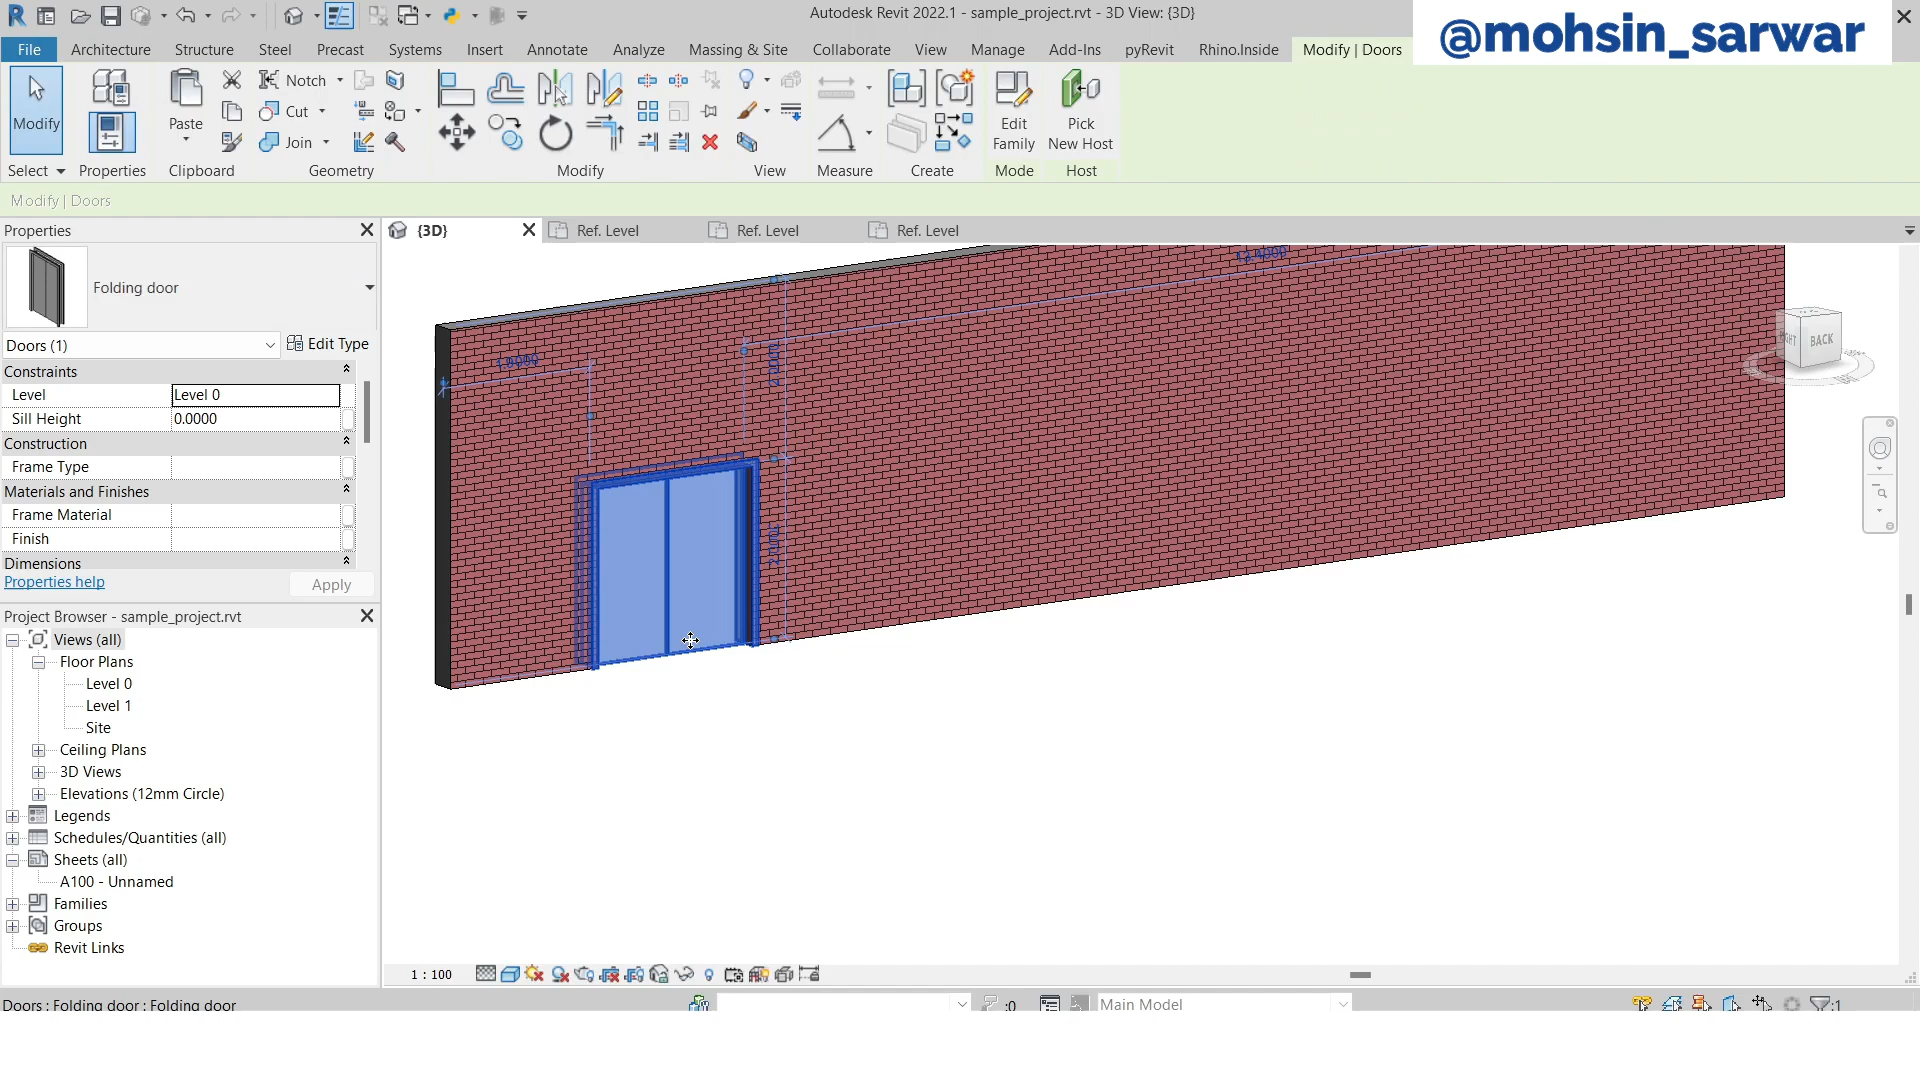 Autodesk Revit 2022.1 - sample_project.rvt - 3D View: {3D}
@mohsin_sarwar
File Architecture Structure Steel Precast Systems Insert Annotate Analyze Massing & Site Collaborate View Manage Add-Ins pyRevit Rhino.Inside Modify | Doors
Notch
Cut
Join
Modify
Paste
Edit Family
Pick New Host
Select Properties Clipboard Geometry Modify View Measure Create Mode Host
Modify | Doors
Properties
{3D} Ref. Level Ref. Level Ref. Level
Folding door
Doors (1) Edit Type
Constraints
Level Level 0
Sill Height 0.0000
Construction
Frame Type
Materials and Finishes
Frame Material
Finish
Dimensions
Properties help Apply
Project Browser - sample_project.rvt
Views (all)
Floor Plans
Level 0
Level 1
Site
Ceiling Plans
3D Views
Elevations (12mm Circle)
Legends
Schedules/Quantities (all)
Sheets (all)
A100 - Unnamed
Families
Groups
Revit Links
BACK
1 : 100
Doors : Folding door : Folding door
:0
Main Model
:1